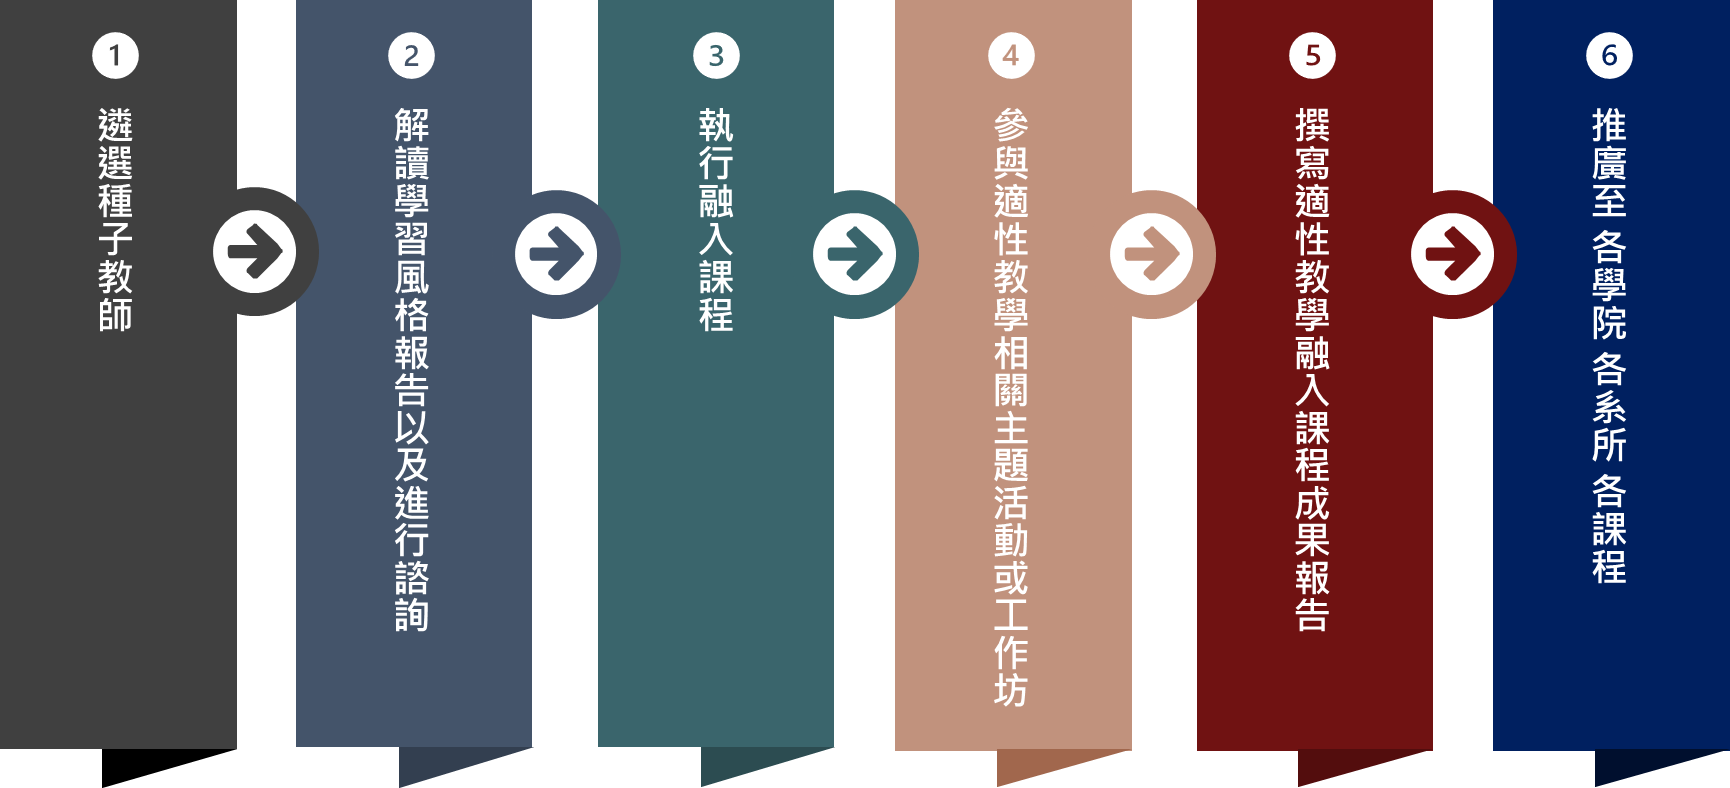 1
遴選種子教師
2
解讀學習風格報告以及進行諮詢
3
執行融入課程
4
參與適性教學相關主題活動或工作坊
5
撰寫適性教學融入課程成果報告
6
推廣至 各學院 各系所 各課程